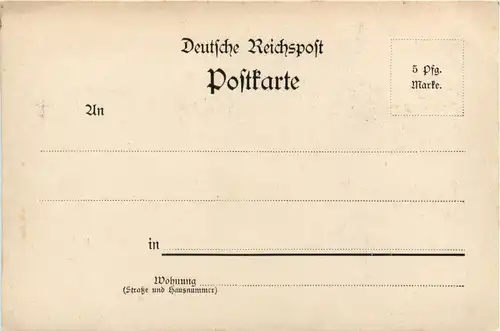 Deutsche Reichspost
Postkarte
5 Pfg.
Marke.
An
in
Wohnung
(Straße und Hausnummer)